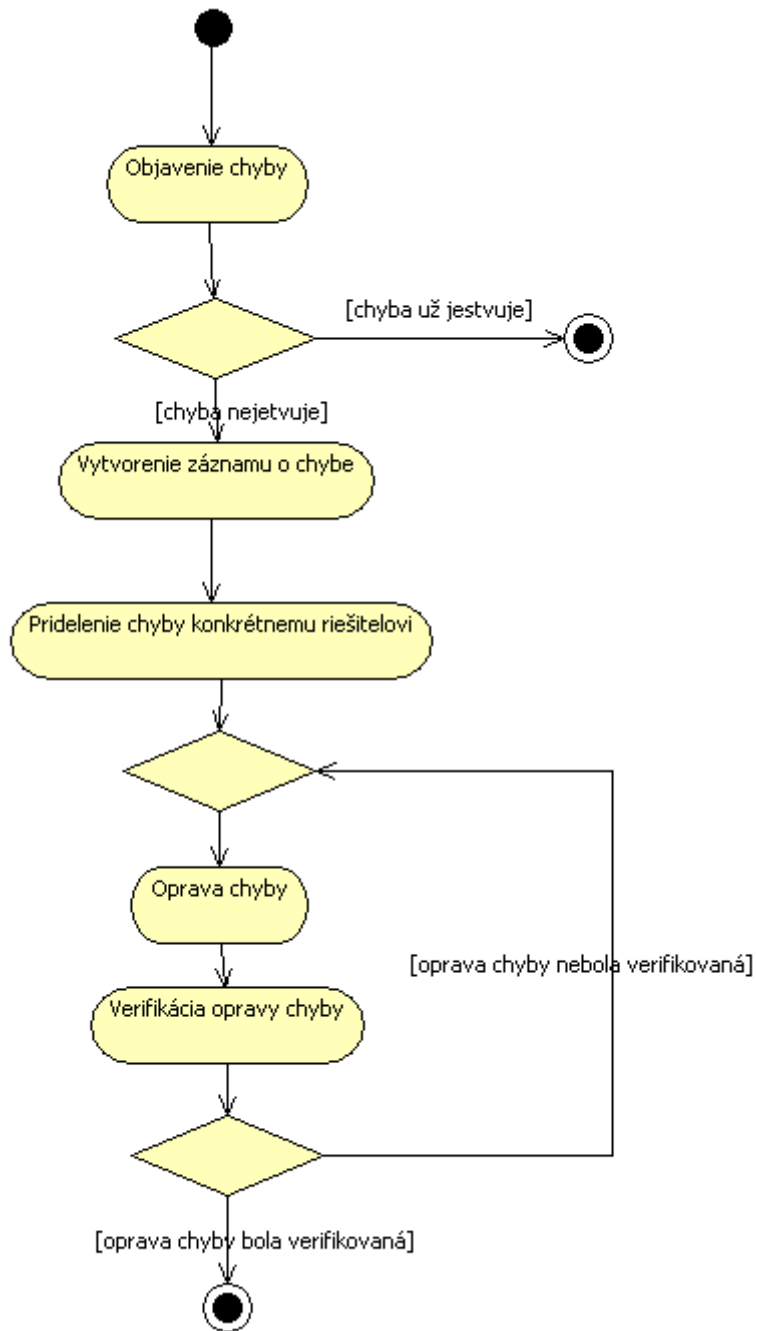 Objavenie chyby
[chyba už jestvuje]
[chyba nejetvuje]
Vytvorenie záznamu o chybe
Pridelenie chyby konkrétnemu riešitelovi
Oprava chyby
[oprava chyby nebola verifikovaná]
Verifikácia opravy chyby
[oprava chyby bola verifikovaná]